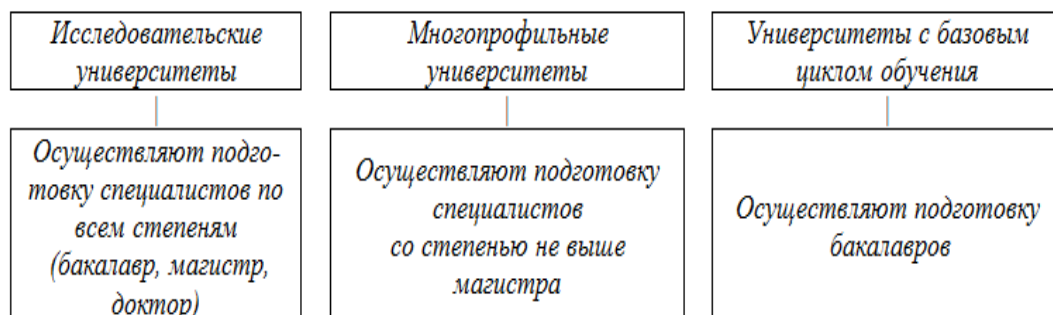 Исследовательские
университеты
Многопрофильные
университеты
Университеты с базовым
циклом обучения
Осуществляют подго-
товку специалистов по
всем степеням
(бакалавр, магистр,
доктор)
Осуществляют подготовку
специалистов
со степенью не выше
магистра
Осуществляют подготовку
бакалавров